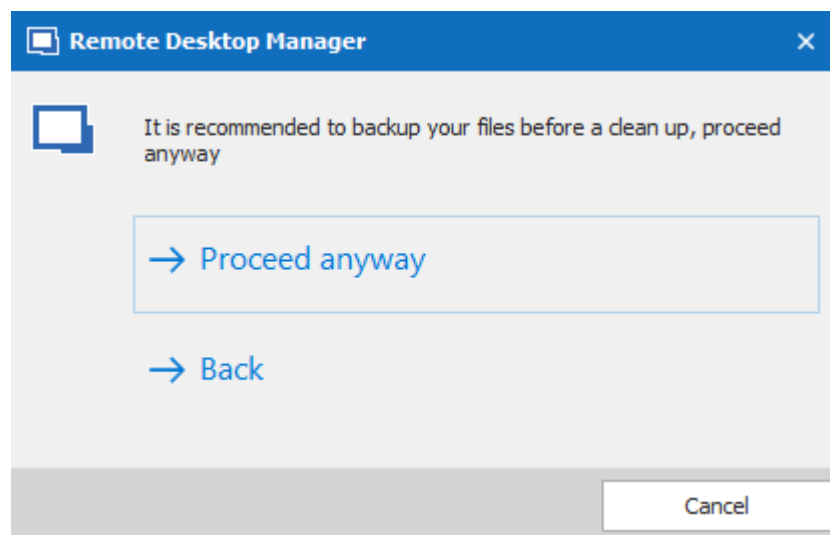 Remote Desktop Manager
It is recommended to backup your files before a clean up, proceed
anyway
Proceed anyway
Back
Cancel